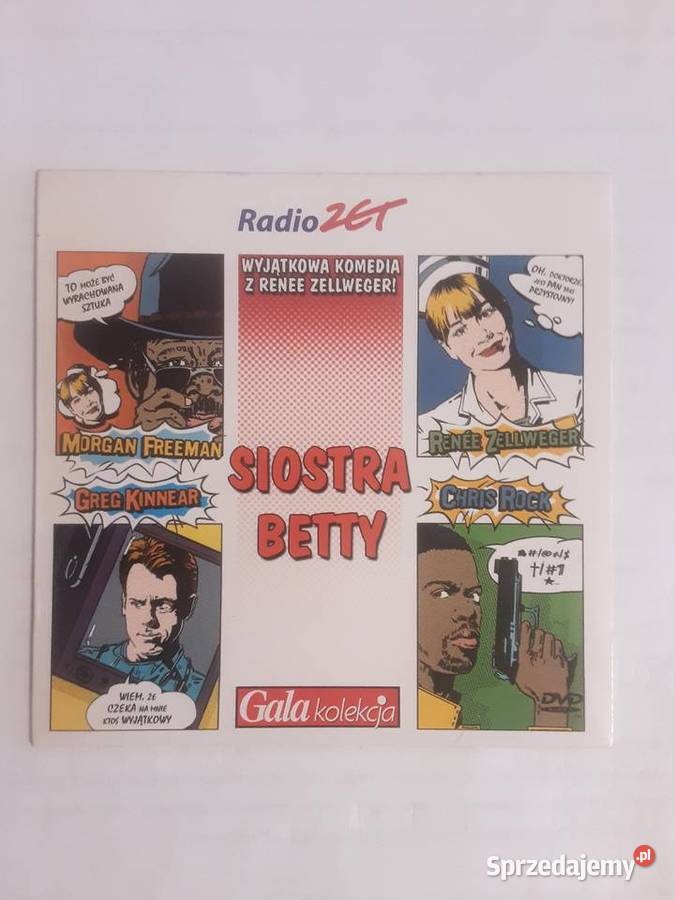 Radio ZET
WYJĄTKOWA KOMEDIA
Z RENEE ZELLWEGER!
TO MOŻE BYĆ
WYRACHOWANA
SZTUKA
MORGAN FREEMAN
OH, DOKTORZE,
JEST PAN
PRZYSTOJNY!
RENÉE ZELLWEGER
SIOSTRA
BETTY
GREG KINNEAR
WIEM, ŻE
CZEKA NA MNIE
KTOŚ WYJĄTKOWY
CHRIS ROCK
Gala kolekcja
DVD
Sprzedajemy.pl